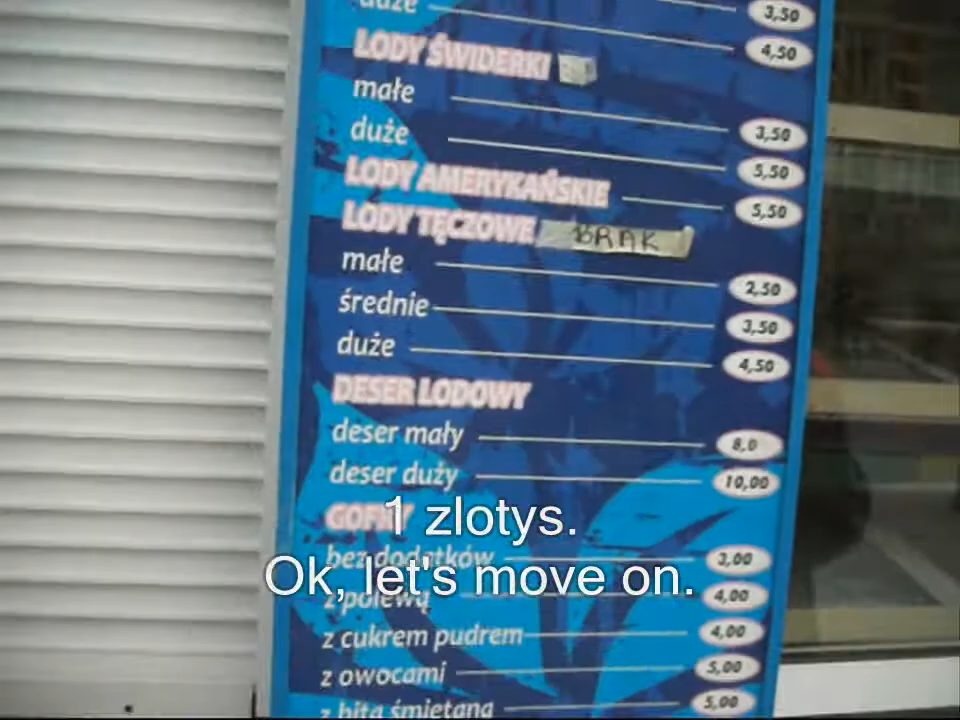 duże 3,50
4,50
LODY ŚWIDERKI
małe 3,50
duże 5,50
LODY AMERYKAŃSKIE 5,50
LODY TĘCZOWE BRAK
małe 2,50
średnie 3,50
duże 4,50
DESER LODOWY
deser mały 8,0
deser duży 10,00
GOFRY
1 zlotys.
bez dodatków 3,00
Ok, let's move on.
z polewą 4,00
z cukrem pudrem 4,00
z owocami 5,00
z bitą śmietaną 5,00